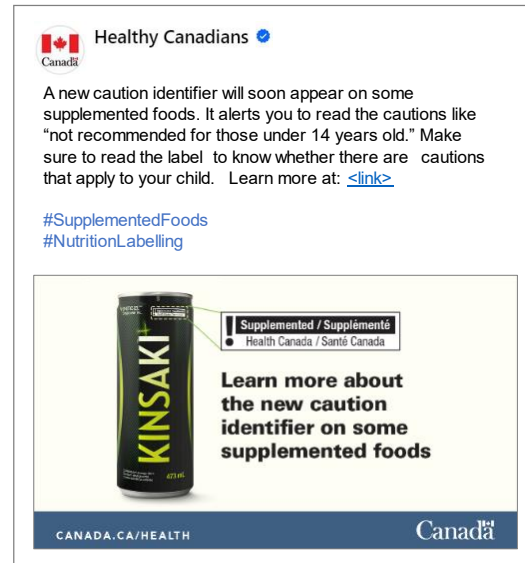 Canada
Healthy Canadians
A new caution identifier will soon appear on some
supplemented foods. It alerts you to read the cautions like
“not recommended for those under 14 years old.” Make
sure to read the label to know whether there are cautions
that apply to your child. Learn more at: <link>
#SupplementedFoods
#NutritionLabelling
KINSAKI
473 mL
! Supplemented / Supplémenté
Health Canada / Santé Canada
Learn more about
the new caution
identifier on some
supplemented foods
CANADA.CA/HEALTH
Canada